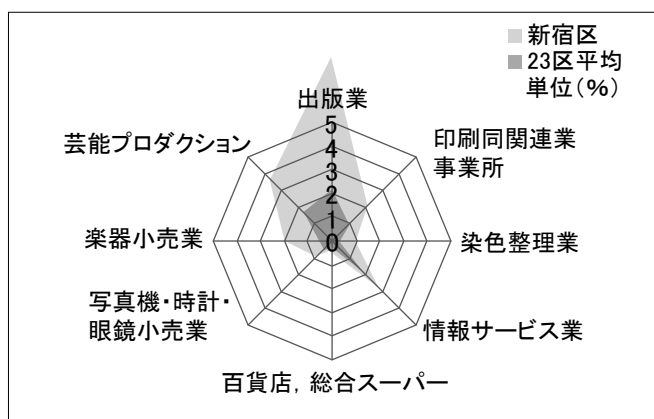 新宿区
23区平均
単位(%)
出版業
芸能プロダクション
印刷同関連業
事業所
5
4
3
2
1
0
楽器小売業
染色整理業
写真機・時計・
眼鏡小売業
情報サービス業
百貨店，総合スーパー